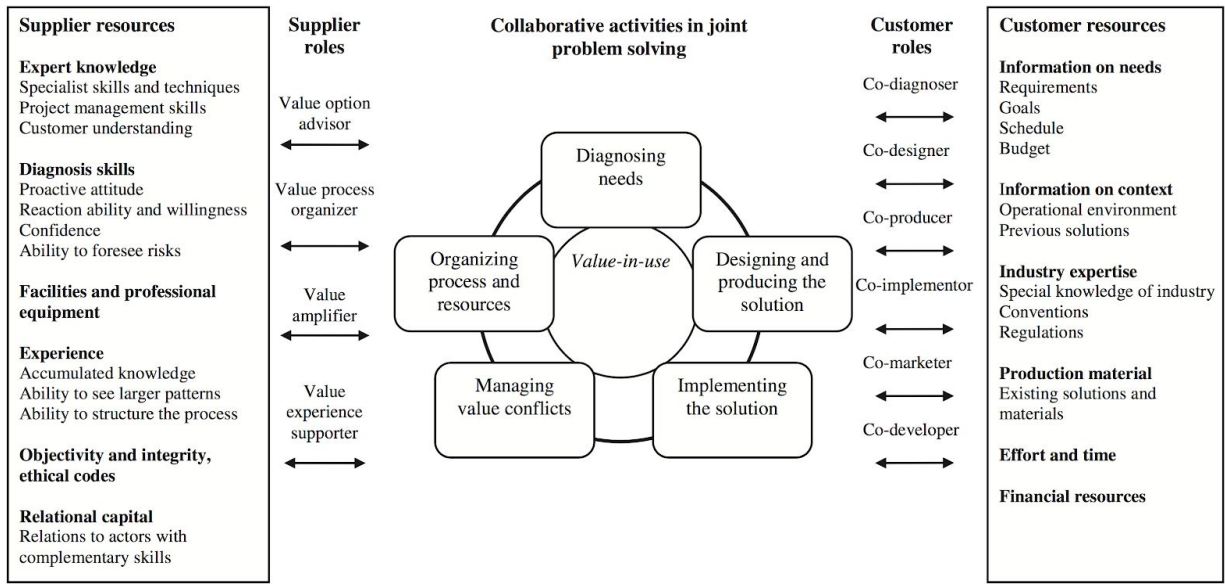 Supplier resources
Expert knowledge
Specialist skills and techniques
Project management skills
Customer understanding
Diagnosis skills
Proactive attitude
Reaction ability and willingness
Confidence
Ability to foresee risks
Facilities and professional
equipment
Experience
Accumulated knowledge
Ability to see larger patterns
Ability to structure the process
Objectivity and integrity,
ethical codes
Relational capital
Relations to actors with
complementary skills
Supplier
roles
Value option
advisor
Value process
organizer
Value
amplifier
Value
experience
supporter
Collaborative activities in joint
problem solving
Diagnosing
needs
Organizing
process and
resources
Value-in-use
Designing and
producing the
solution
Managing
value conflicts
Implementing
the solution
Customer
roles
Co-diagnoser
Co-designer
Co-producer
Co-implementor
Co-marketer
Co-developer
Customer resources
Information on needs
Requirements
Goals
Schedule
Budget
Information on context
Operational environment
Previous solutions
Industry expertise
Special knowledge of industry
Conventions
Regulations
Production material
Existing solutions and
materials
Effort and time
Financial resources